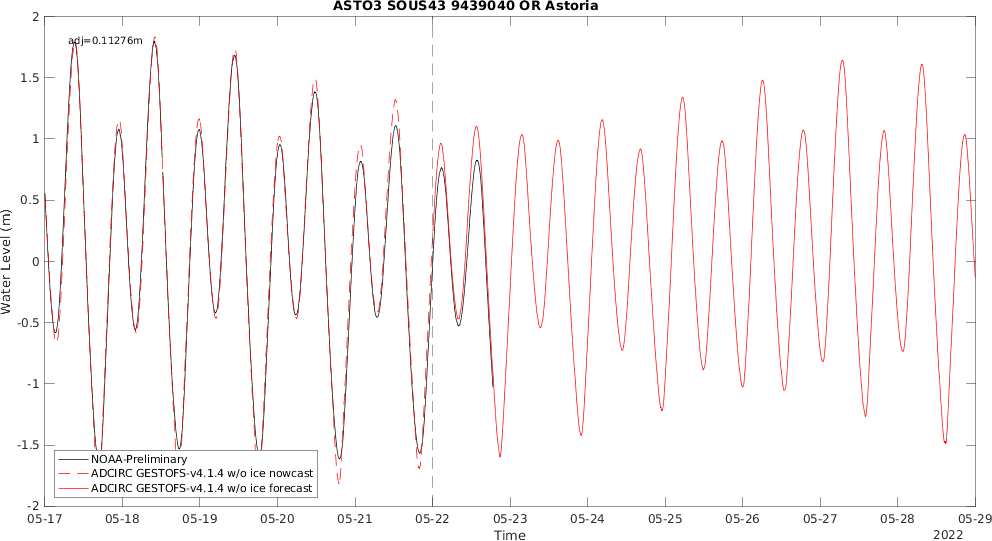 ASTO3 SOUS43 9439040 OR Astoria
adj=0.11276m
2
1.5
1
0.5
0
-0.5
-1
-1.5
-2
Water Level (m)
NOAA-Preliminary
ADCIRC GESTOFS-v4.1.4 w/o ice nowcast
ADCIRC GESTOFS-v4.1.4 w/o ice forecast
05-17 05-18 05-19 05-20 05-21 05-22 05-23 05-24 05-25 05-26 05-27 05-28 05-29
Time
2022